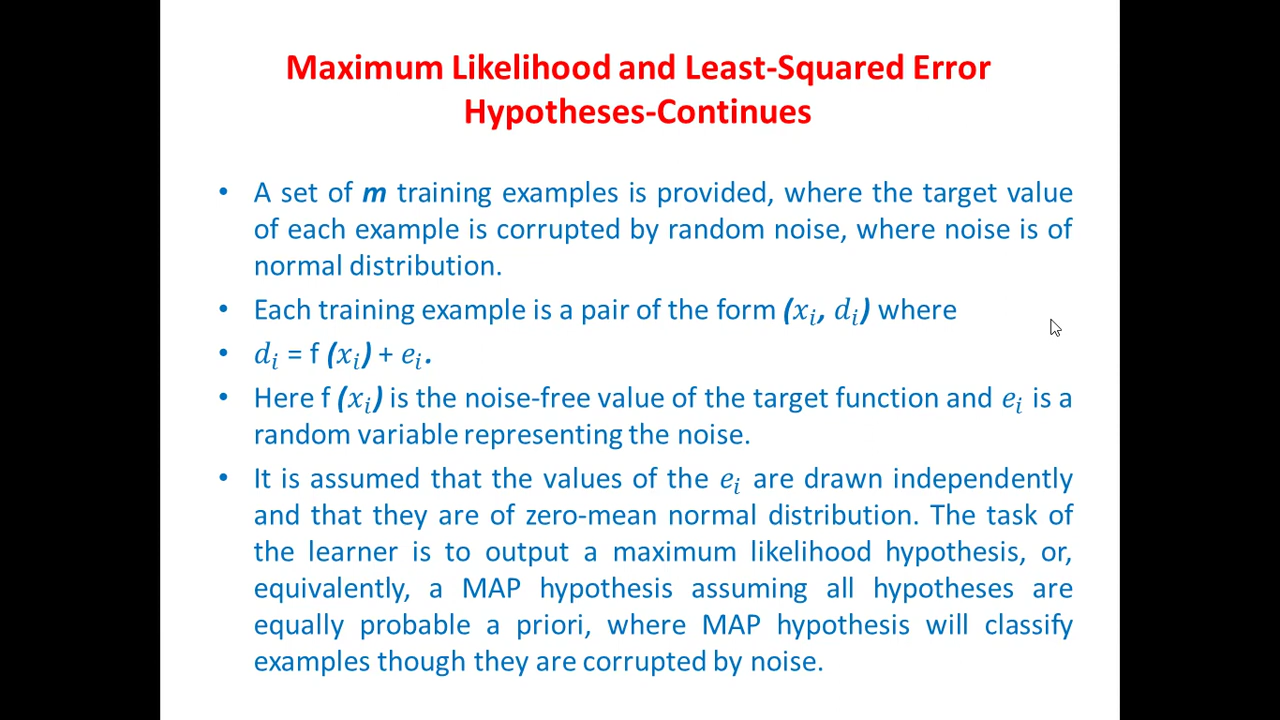 Maximum Likelihood and Least-Squared Error
Hypotheses-Continues
• A set of m training examples is provided, where the target value
of each example is corrupted by random noise, where noise is of
normal distribution.
• Each training example is a pair of the form (xᵢ, dᵢ) where
• dᵢ = f (xᵢ) + eᵢ.
• Here f (xᵢ) is the noise-free value of the target function and eᵢ is a
random variable representing the noise.
• It is assumed that the values of the eᵢ are drawn independently
and that they are of zero-mean normal distribution. The task of
the learner is to output a maximum likelihood hypothesis, or,
equivalently, a MAP hypothesis assuming all hypotheses are
equally probable a priori, where MAP hypothesis will classify
examples though they are corrupted by noise.